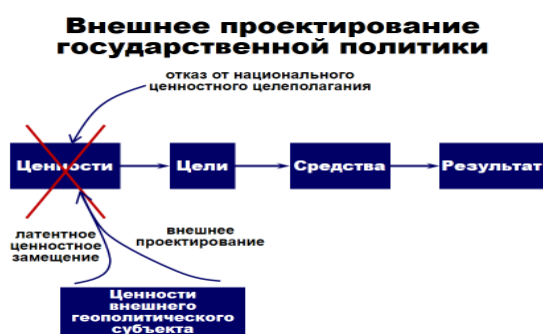 Внешнее проектирование
государственной политики
отказ от национального
ценностного целеполагания
Ценности
Цели
Средства
Результат
латентное
ценностное
замещение
внешнее
проектирование
Ценности
внешнего
геополитического
субъекта